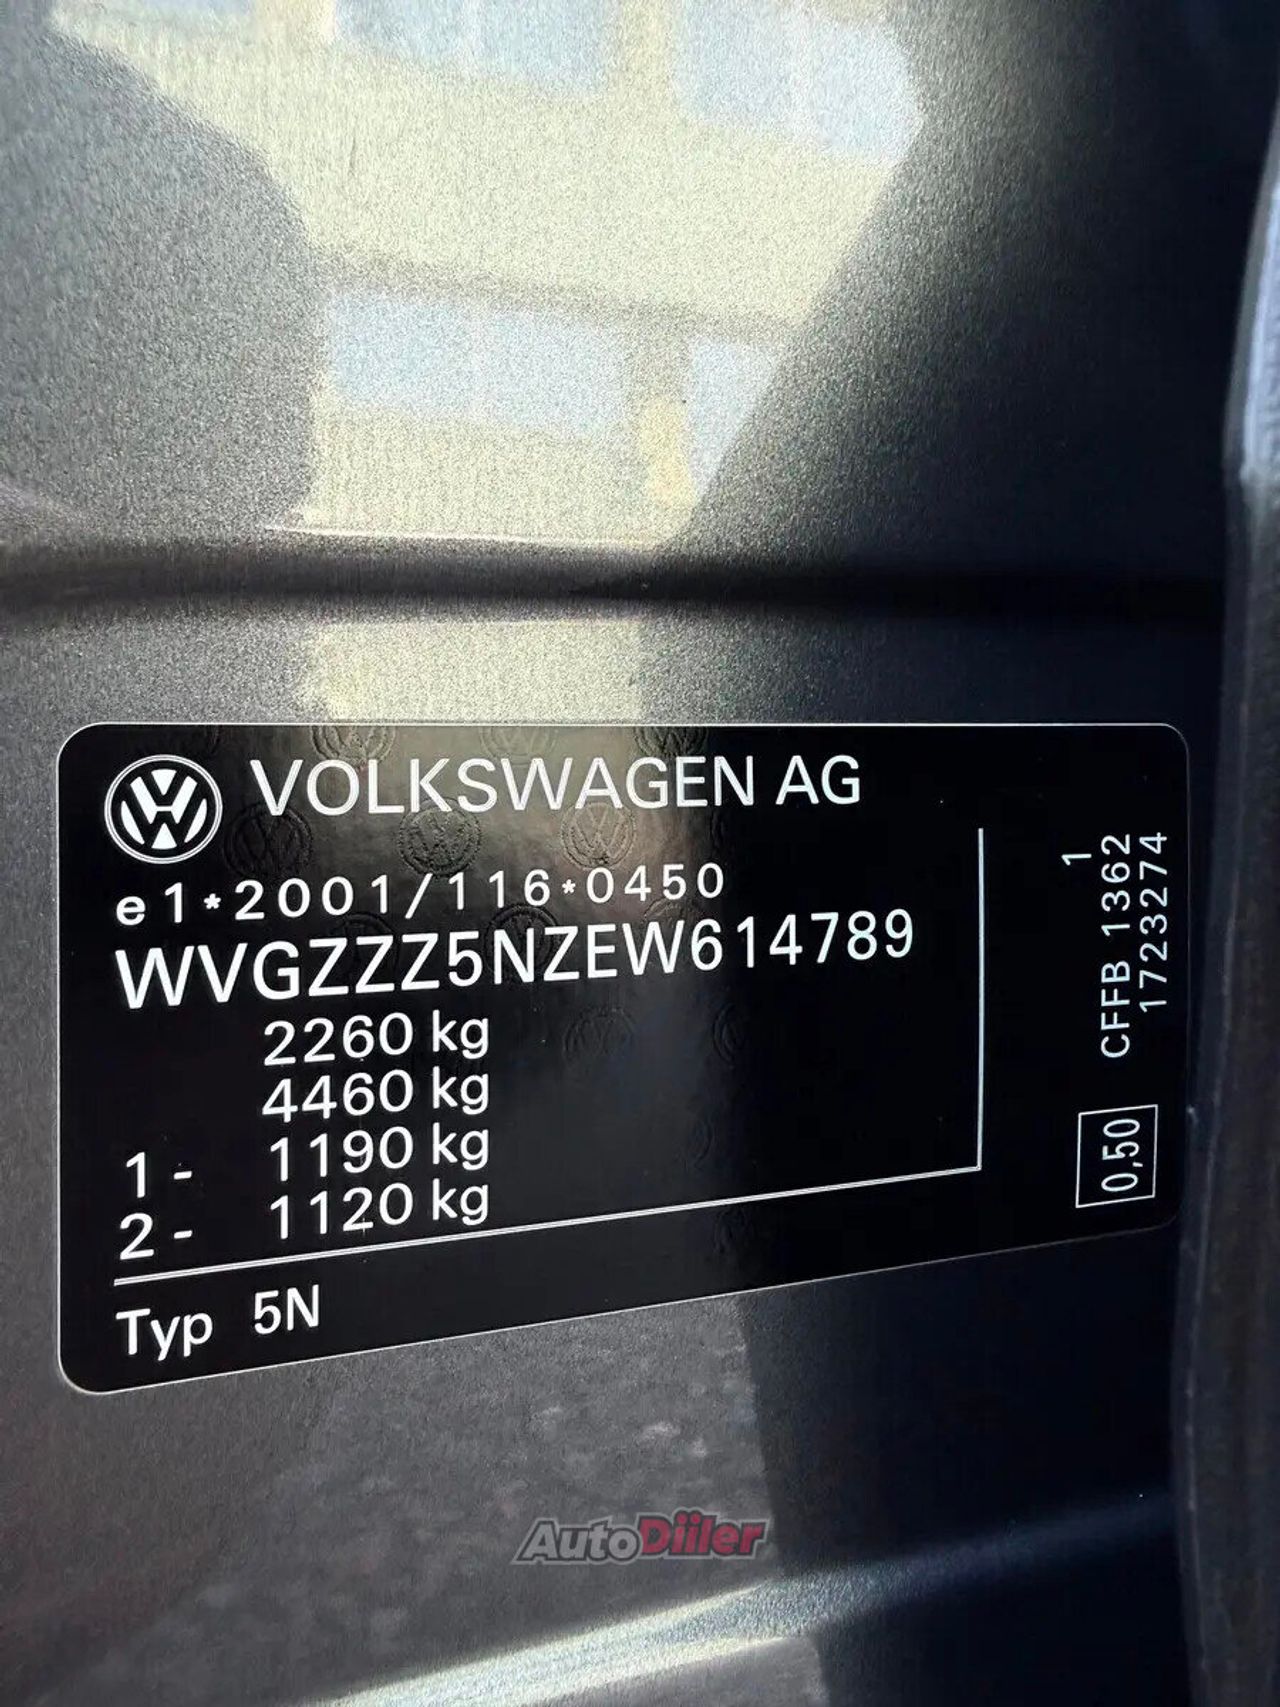 VOLKSWAGEN AG
e1*2001/116*0450
WVGZZZ5NZEW614789
2260 kg
4460 kg
1- 1190 kg
2- 1120 kg
Typ 5N
1
CFFB 1362
1723274
0,50
AutoDiiler